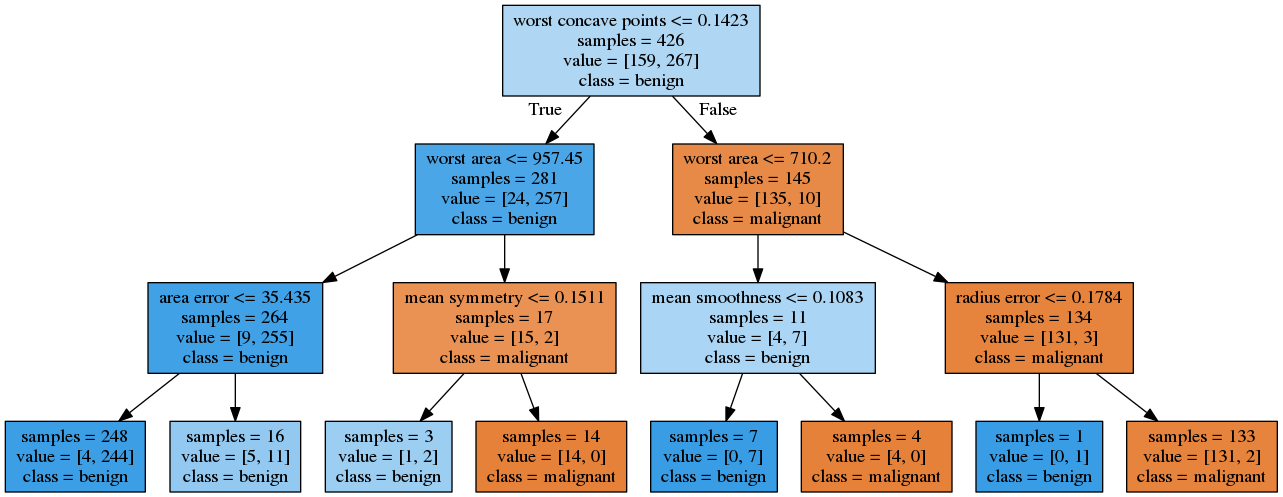 worst concave points <= 0.1423
samples = 426
value = [159, 267]
class = benign
True
False
worst area <= 957.45
samples = 281
value = [24, 257]
class = benign
worst area <= 710.2
samples = 145
value = [135, 10]
class = malignant
area error <= 35.435
samples = 264
value = [9, 255]
class = benign
mean symmetry <= 0.1511
samples = 17
value = [15, 2]
class = malignant
mean smoothness <= 0.1083
samples = 11
value = [4, 7]
class = benign
radius error <= 0.1784
samples = 134
value = [131, 3]
class = malignant
samples = 248
value = [4, 244]
class = benign
samples = 16
value = [5, 11]
class = benign
samples = 3
value = [1, 2]
class = benign
samples = 14
value = [14, 0]
class = malignant
samples = 7
value = [0, 7]
class = benign
samples = 4
value = [4, 0]
class = malignant
samples = 1
value = [0, 1]
class = benign
samples = 133
value = [131, 2]
class = malignant